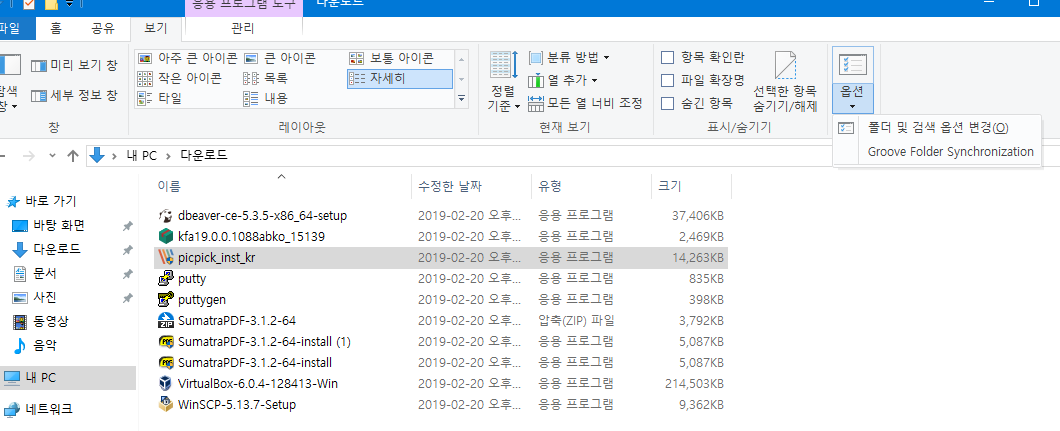 응용 프로그램 도구
다운로드
파일
홈
공유
보기
관리
미리 보기 창
세부 정보 창
창
아주 큰 아이콘
큰 아이콘
보통 아이콘
작은 아이콘
목록
자세히
타일
내용
레이아웃
정렬
기준
분류 방법
열 추가
모든 열 너비 조정
현재 보기
항목 확인란
파일 확장명
숨긴 항목
선택한 항목
숨기기/해제
표시/숨기기
옵션
폴더 및 검색 옵션 변경(O)
Groove Folder Synchronization
내 PC > 다운로드
이름 수정한 날짜 유형 크기
바로 가기
바탕 화면
다운로드
문서
사진
동영상
음악
내 PC
네트워크
dbeaver-ce-5.3.5-x86_64-setup 2019-02-20 오후... 응용 프로그램 37,406KB
kfa19.0.0.1088abko_15139 2019-02-20 오후... 응용 프로그램 2,469KB
picpick_inst_kr 2019-02-20 오후... 응용 프로그램 14,263KB
putty 2019-02-20 오후... 응용 프로그램 835KB
puttygen 2019-02-20 오후... 응용 프로그램 398KB
SumatraPDF-3.1.2-64 2019-02-20 오후... 압축(ZIP) 파일 3,792KB
SumatraPDF-3.1.2-64-install (1) 2019-02-20 오후... 응용 프로그램 5,087KB
SumatraPDF-3.1.2-64-install 2019-02-20 오후... 응용 프로그램 5,087KB
VirtualBox-6.0.4-128413-Win 2019-02-20 오후... 응용 프로그램 214,503KB
WinSCP-5.13.7-Setup 2019-02-20 오후... 응용 프로그램 9,362KB